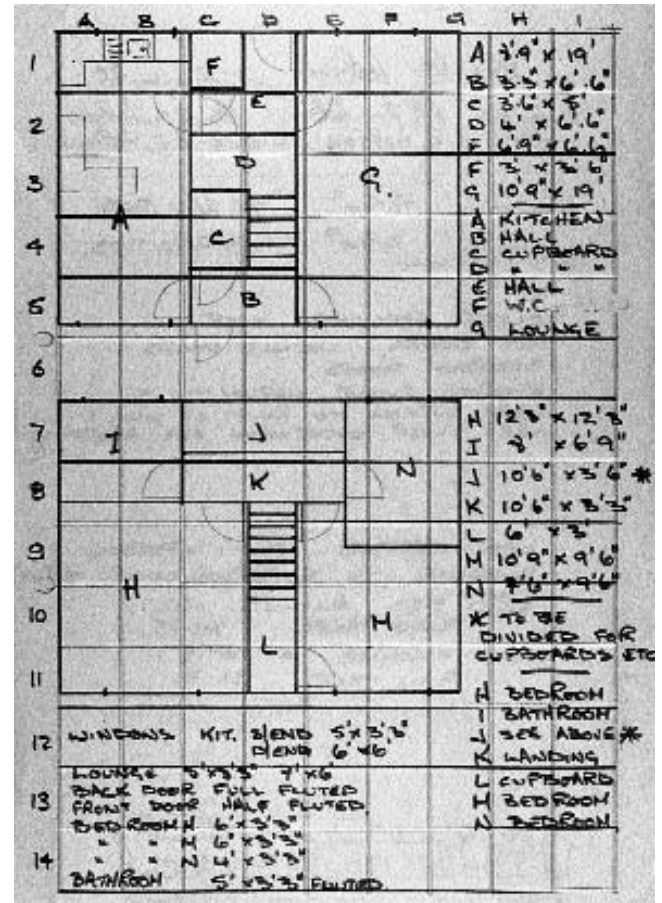 A B C D E F G H I
1 2 3 4 5 6 7 8 9 10 11 12 13 14
F
E
D
G.
A
C
B
A 8'.9" x 19'
B 3'.3" x 6'.6"
C 3'.6" x 5'
D 4' x 6'.6"
F 6'.9" x 6'.6"
F 3' x 3' 6"
G 10'9" x 19'
A KITCHEN
B HALL
C CUPBOARD
D " " "
E HALL
F W.C.
G LOUNGE
I
J
K
N
H
H
L
H 12'3" x 12'3"
I 8' x 6'9"
J 10'6" x 3'6" *
K 10'6" x 3'3"
L 6' x 3'
M 10'9" x 9'6"
N 7'6" x 9'6"
* TO BE
DIVIDED FOR
CUPBOARDS ETC
H BEDROOM
I BATHROOM
J SEE ABOVE *
K LANDING
L CUPBOARD
M BEDROOM
N BEDROOM
WINDOWS KIT. S/END 5' x 3'3"
D/END 6' x 6'
LOUNGE 5' x 3'3" 7' x 6'
BACK DOOR FULL FLUTED
FRONT DOOR HALF FLUTED
BEDROOM H 6' x 3'3"
" " M 6' x 3'3"
" " N 4' x 3'3"
BATHROOM 5' x 3'3" FLUTED